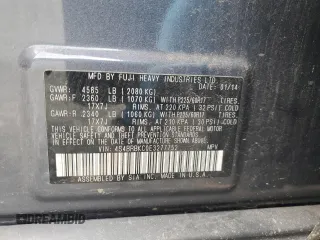 MFD BY FUJI HEAVY INDUSTRIES LTD. DATE: 01/14
GVWR: 4585 LB (2080 KG)
GAWR:F 2360 LB (1070 KG) WITH P225/60R17 TIRES.
17X7J RIMS. AT 220 KPA (32 PSI) COLD
GAWR:R 2340 LB (1060 KG) WITH P225/60R17 TIRES.
17X7J RIMS. AT 210 KPA (30 PSI) COLD
THIS VEHICLE CONFORMS TO ALL APPLICABLE
FEDERAL MOTOR VEHICLE SAFETY, BUMPER, AND THEFT
PREVENTION STANDARDS IN EFFECT ON THE DATE OF
MANUFACTURE SHOWN ABOVE.
VIN: MPV
ASSEMBLED BY SIA INC. IN U.S.A.